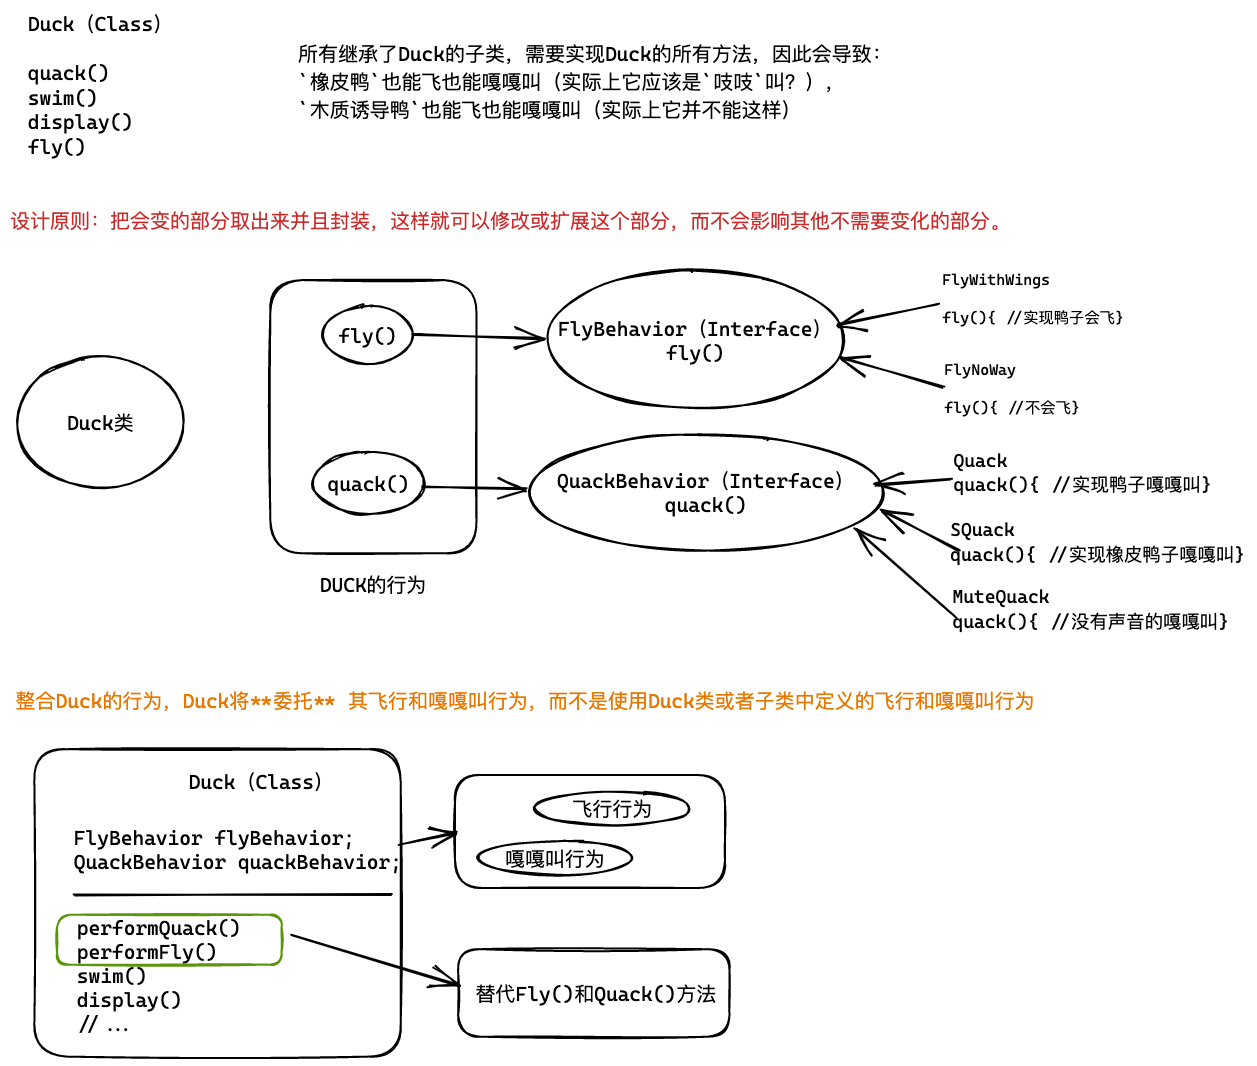 Duck（Class）
quack()
swim()
display()
fly()
所有继承了Duck的子类，需要实现Duck的所有方法，因此会导致：
`橡皮鸭`也能飞也能嘎嘎叫（实际上它应该是`吱吱`叫？），
`木质诱导鸭`也能飞也能嘎嘎叫（实际上它并不能这样）
设计原则：把会变的部分取出来并且封装，这样就可以修改或扩展这个部分，而不会影响其他不需要变化的部分。
Duck类
fly()
quack()
DUCK的行为
FlyBehavior（Interface）
fly()
QuackBehavior（Interface）
quack()
FlyWithWings
fly(){ //实现鸭子会飞}
FlyNoWay
fly(){ //不会飞}
Quack
quack(){ //实现鸭子嘎嘎叫}
SQuack
quack(){ //实现橡皮鸭子嘎嘎叫}
MuteQuack
quack(){ //没有声音的嘎嘎叫}
整合Duck的行为，Duck将**委托** 其飞行和嘎嘎叫行为，而不是使用Duck类或者子类中定义的飞行和嘎嘎叫行为
Duck（Class）
FlyBehavior flyBehavior;
QuackBehavior quackBehavior;
performQuack()
performFly()
swim()
display()
// ...
飞行行为
嘎嘎叫行为
替代Fly()和Quack()方法